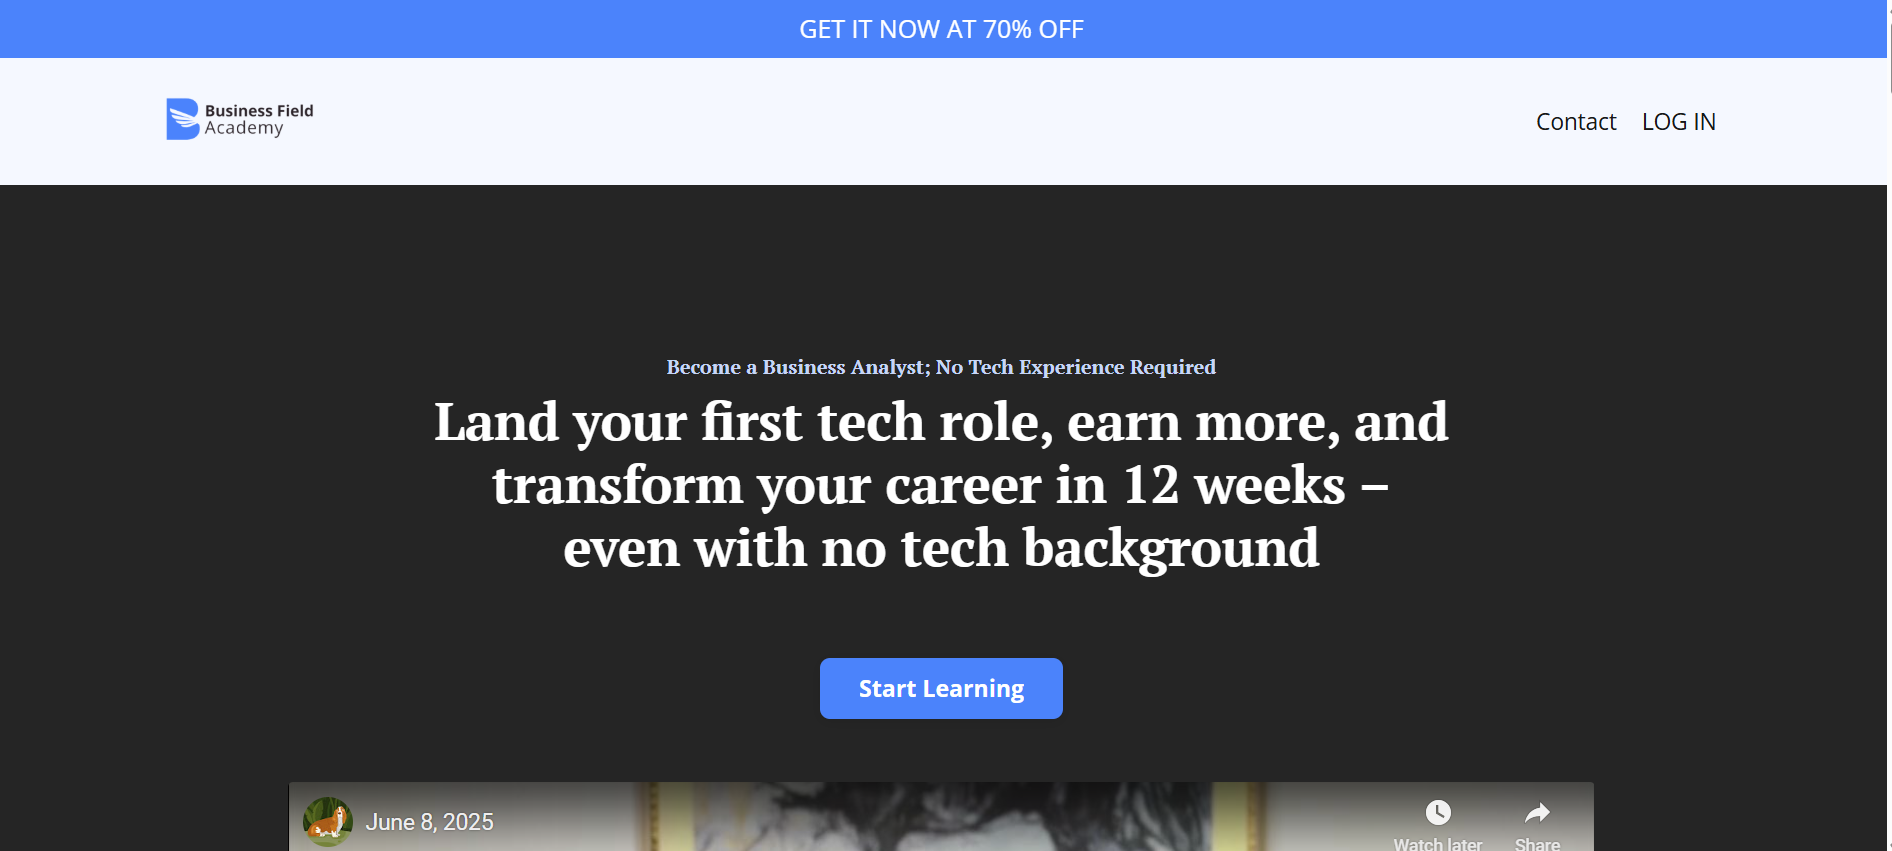 GET IT NOW AT 70% OFF
Business Field
Academy
Contact LOG IN
Become a Business Analyst; No Tech Experience Required
Land your first tech role, earn more, and
transform your career in 12 weeks –
even with no tech background
Start Learning
June 8, 2025
Watch later Share